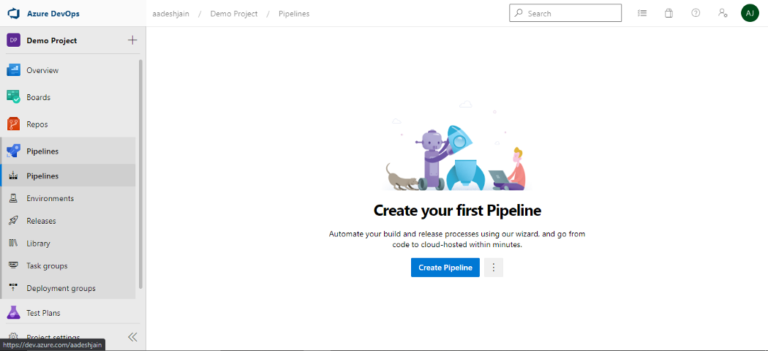 Azure DevOps
aadeshjain / Demo Project / Pipelines
Search
AJ
DP Demo Project
Overview
Boards
Repos
Pipelines
Pipelines
Environments
Releases
Library
Task groups
Deployment groups
Test Plans
Project settings
https://dev.azure.com/aadeshjain
Create your first Pipeline
Automate your build and release processes using our wizard, and go from
code to cloud-hosted within minutes.
Create Pipeline